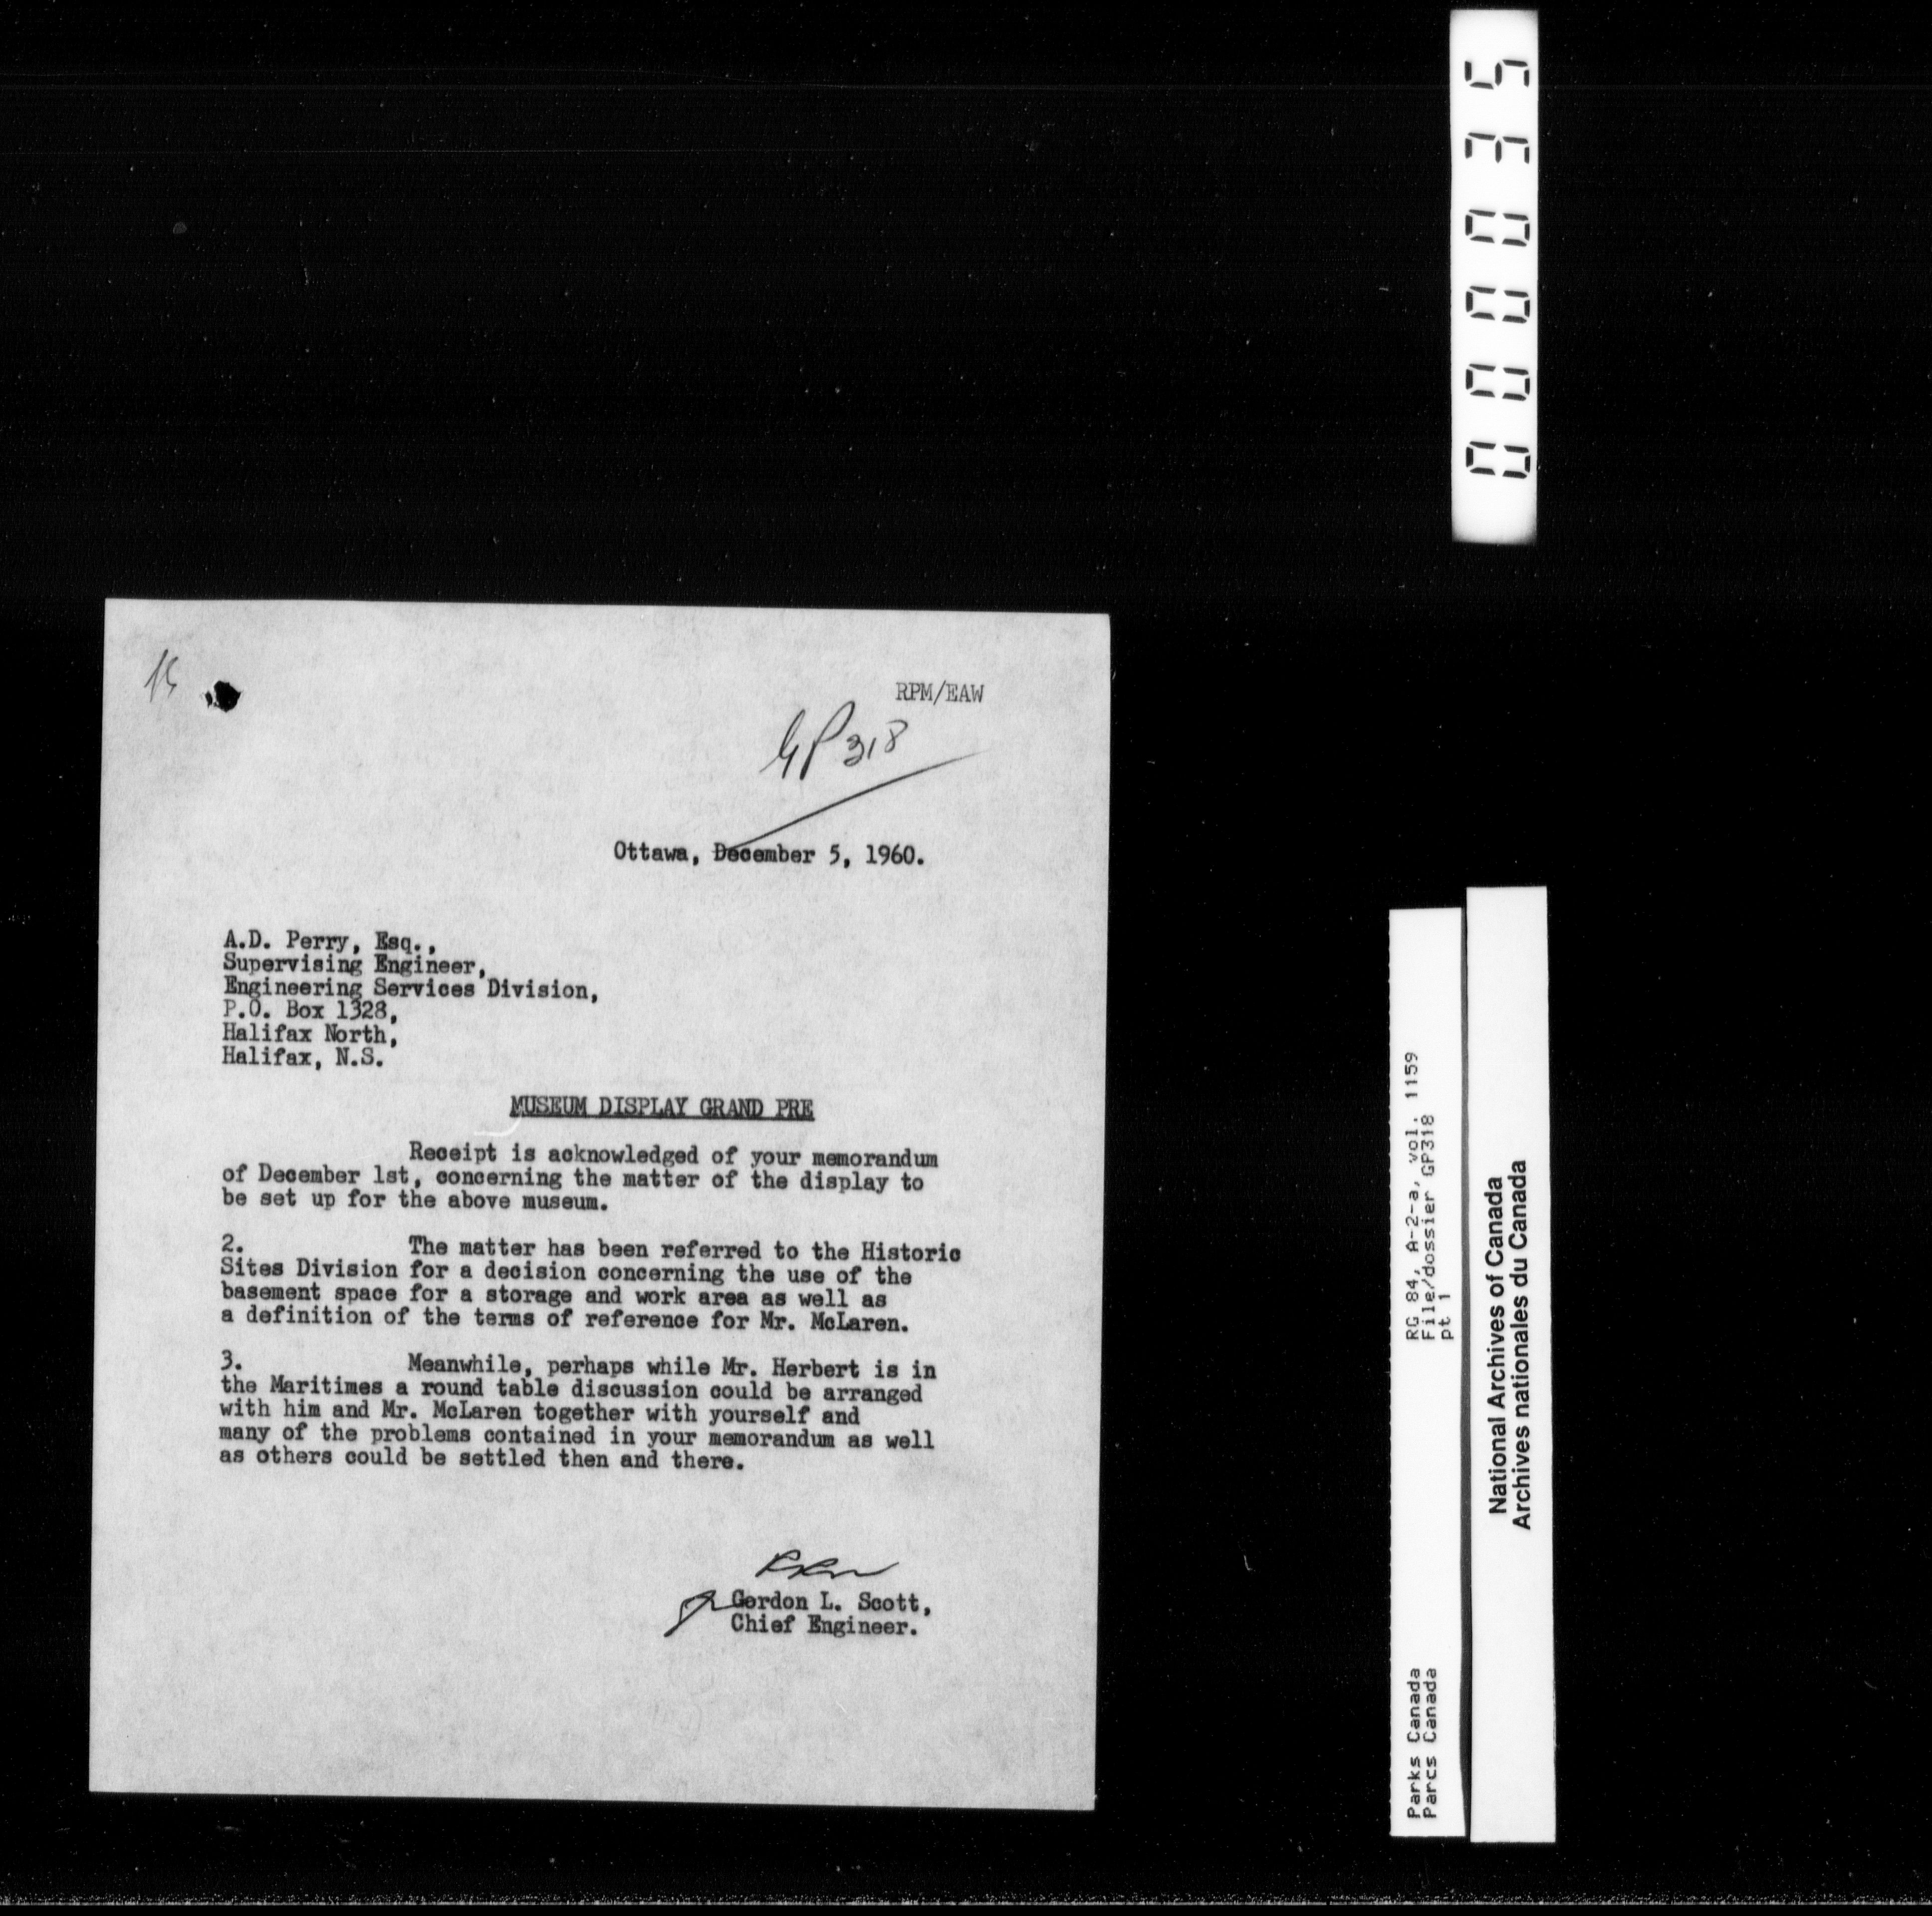 000035
RPM/EAW
GP 318
Ottawa, December 5, 1960.
A.D. Perry, Esq.,
Supervising Engineer,
Engineering Services Division,
P.O. Box 1328,
Halifax North,
Halifax, N.S.
MUSEUM DISPLAY GRAND PRE
Receipt is acknowledged of your memorandum
of December 1st, concerning the matter of the display to
be set up for the above museum.
2. The matter has been referred to the Historic
Sites Division for a decision concerning the use of the
basement space for a storage and work area as well as
a definition of the terms of reference for Mr. McLaren.
3. Meanwhile, perhaps while Mr. Herbert is in
the Maritimes a round table discussion could be arranged
with him and Mr. McLaren together with yourself and
many of the problems contained in your memorandum as well
as others could be settled then and there.
Gordon L. Scott,
Chief Engineer.
Parks Canada
Parcs Canada
RG 84, A-2-a, vol. 1159
File/dossier GP318
pt 1
National Archives of Canada
Archives nationales du Canada